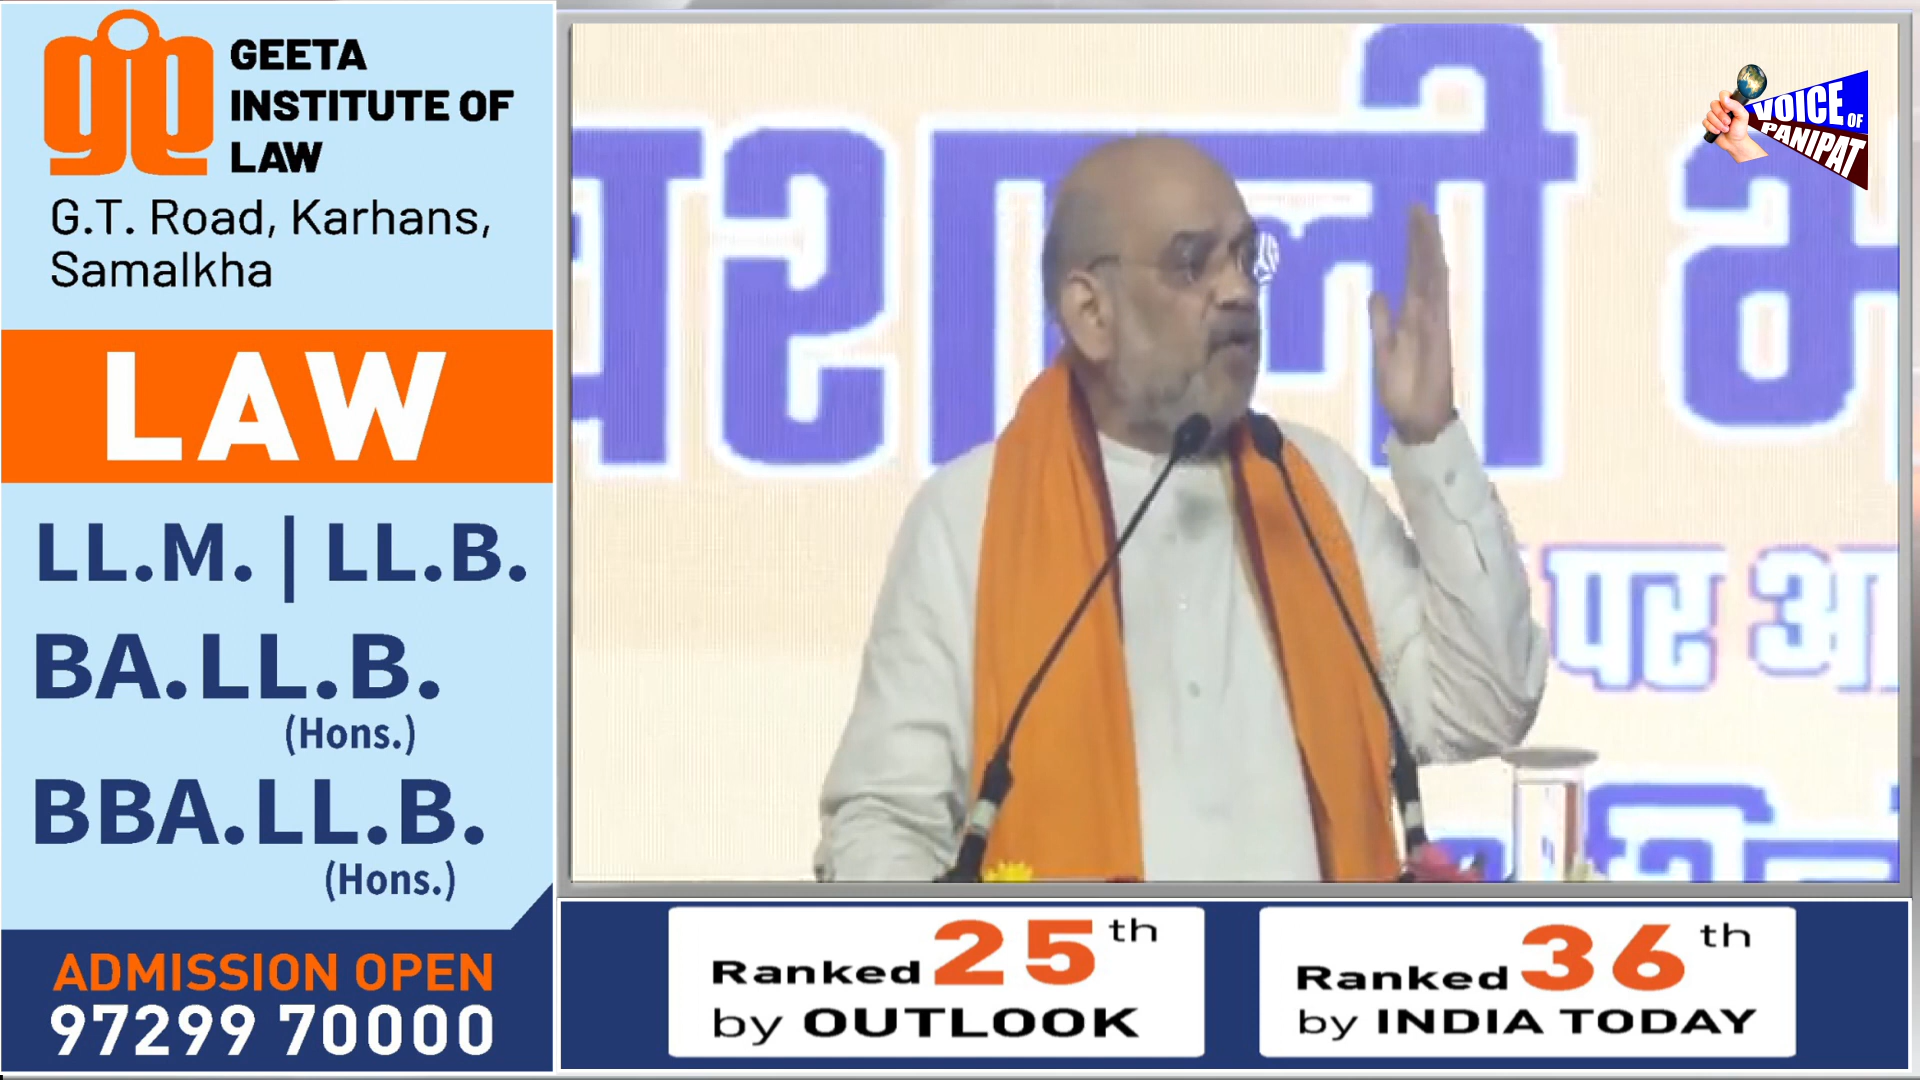 GEETA
INSTITUTE OF
LAW
G.T. Road, Karhans,
Samalkha
LAW
LL.M. | LL.B.
BA.LL.B.
(Hons.)
BBA.LL.B.
(Hons.)
ADMISSION OPEN
97299 70000
VOICE OF
PANIPAT
पर
Ranked 25th
by OUTLOOK
Ranked 36th
by INDIA TODAY